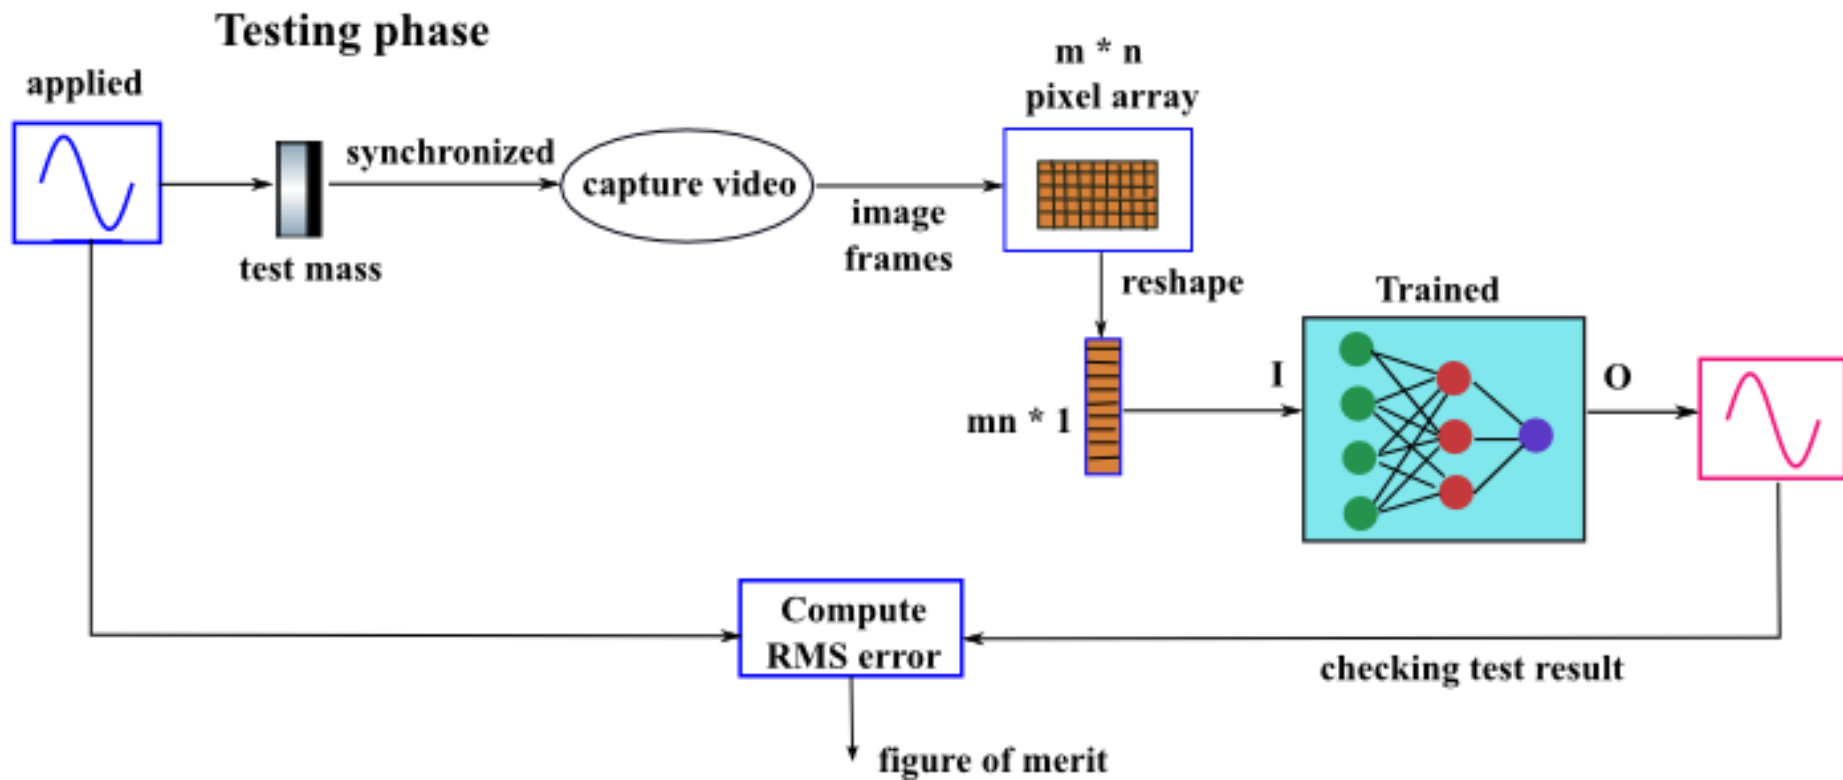 Testing phase
applied
synchronized
test mass
capture video
image
frames
m * n
pixel array
reshape
mn * 1
I
Trained
O
Compute
RMS error
checking test result
figure of merit